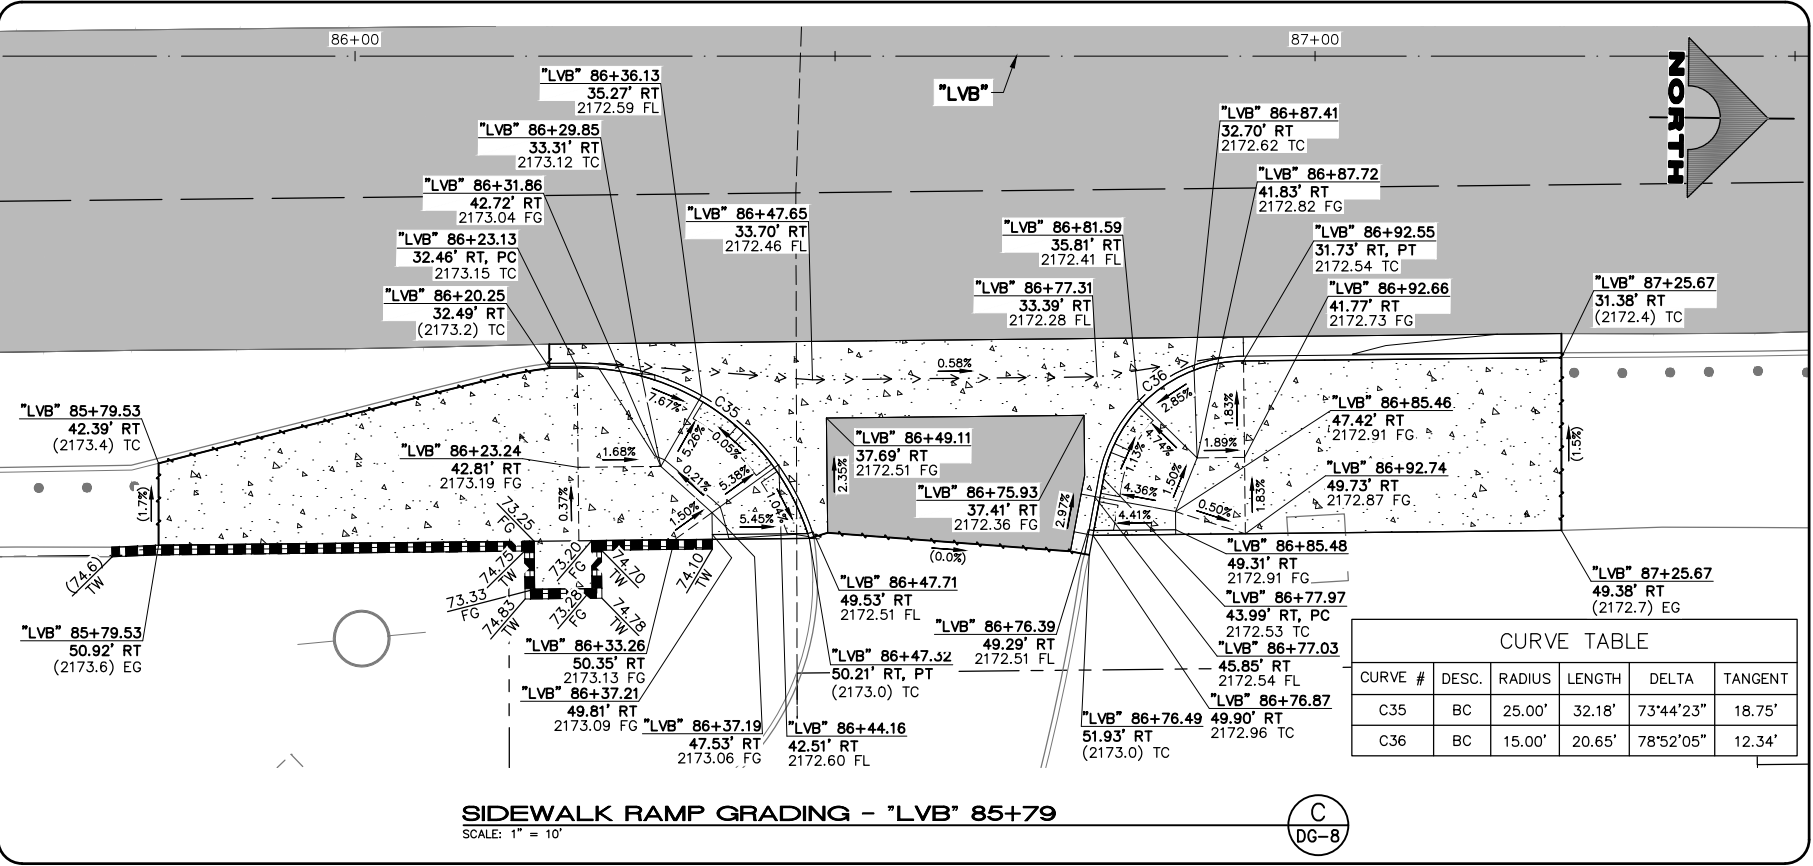 86+00
87+00
"LVB"
NORTH
"LVB" 86+36.13
35.27' RT
2172.59 FL
"LVB" 86+29.85
33.31' RT
2173.12 TC
"LVB" 86+31.86
42.72' RT
2173.04 FG
"LVB" 86+23.13
32.46' RT, PC
2173.15 TC
"LVB" 86+20.25
32.49' RT
(2173.2) TC
"LVB" 86+47.65
33.70' RT
2172.46 FL
"LVB" 86+81.59
35.81' RT
2172.41 FL
"LVB" 86+77.31
33.39' RT
2172.28 FL
"LVB" 86+87.41
32.70' RT
2172.62 TC
"LVB" 86+87.72
41.83' RT
2172.82 FG
"LVB" 86+92.55
31.73' RT, PT
2172.54 TC
"LVB" 86+92.66
41.77' RT
2172.73 FG
"LVB" 87+25.67
31.38' RT
(2172.4) TC
"LVB" 85+79.53
42.39' RT
(2173.4) TC
"LVB" 86+23.24
42.81' RT
2173.19 FG
0.58%
C35
C36
7.67%
5.26%
0.05%
1.68%
0.21%
5.38%
1.04%
1.50%
5.45%
0.37%
(1.7%)
2.35%
"LVB" 86+49.11
37.69' RT
2172.51 FG
"LVB" 86+75.93
37.41' RT
2172.36 FG
2.97%
(0.0%)
2.85%
1.83%
4.74%
1.13%
1.89%
1.50%
4.36%
4.41%
0.50%
1.83%
(1.5%)
"LVB" 86+85.46
47.42' RT
2172.91 FG
"LVB" 86+92.74
49.73' RT
2172.87 FG
73.25
FG
(74.6)
TW
74.75
TW
73.20
FG
74.70
TW
74.10
TW
73.33
FG
74.83
TW
73.28
FG
74.78
TW
"LVB" 85+79.53
50.92' RT
(2173.6) EG
"LVB" 86+33.26
50.35' RT
2173.13 FG
"LVB" 86+37.21
49.81' RT
2173.09 FG
"LVB" 86+37.19
47.53' RT
2173.06 FG
"LVB" 86+44.16
42.51' RT
2172.60 FL
"LVB" 86+47.71
49.53' RT
2172.51 FL
"LVB" 86+47.32
50.21' RT, PT
(2173.0) TC
"LVB" 86+76.39
49.29' RT
2172.51 FL
"LVB" 86+85.48
49.31' RT
2172.91 FG
"LVB" 86+77.97
43.99' RT, PC
2172.53 TC
"LVB" 86+77.03
45.85' RT
2172.54 FL
"LVB" 86+76.87
49.90' RT
2172.96 TC
"LVB" 86+76.49
51.93' RT
(2173.0) TC
"LVB" 87+25.67
49.38' RT
(2172.7) EG
CURVE TABLE
CURVE # DESC. RADIUS LENGTH DELTA TANGENT
C35 BC 25.00' 32.18' 73°44'23" 18.75'
C36 BC 15.00' 20.65' 78°52'05" 12.34'
SIDEWALK RAMP GRADING - "LVB" 85+79
SCALE: 1" = 10'
C
DG-8